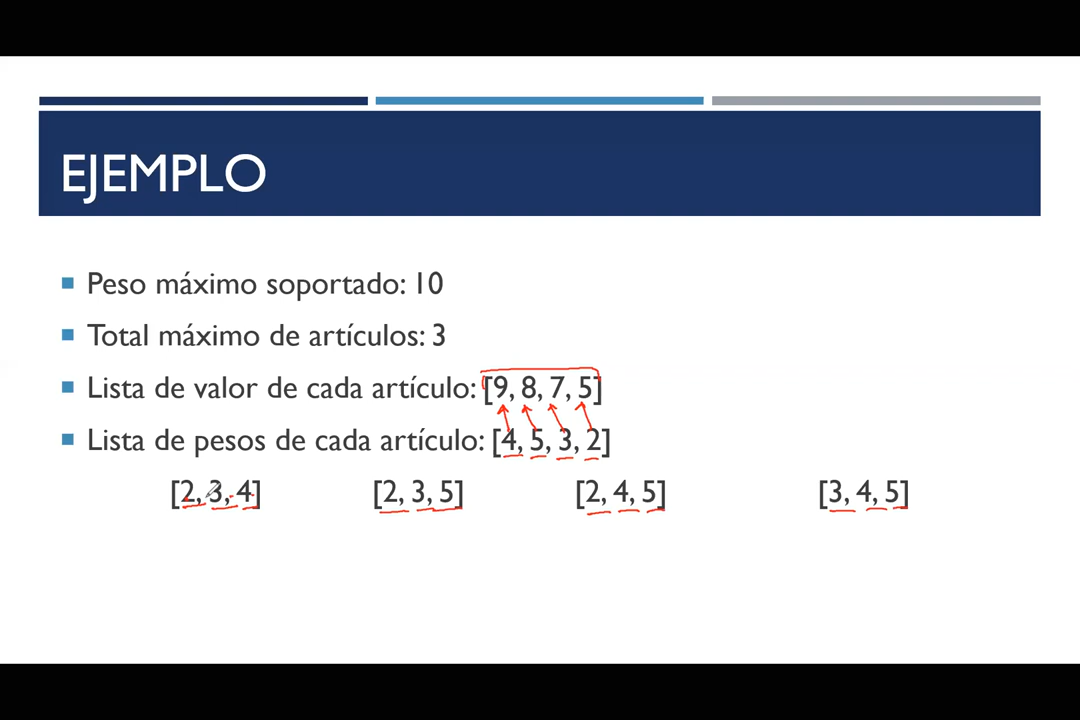 EJEMPLO
Peso máximo soportado: 10
Total máximo de artículos: 3
Lista de valor de cada artículo: [9, 8, 7, 5]
Lista de pesos de cada artículo: [4, 5, 3, 2]
[2, 3, 4] [2, 3, 5] [2, 4, 5] [3, 4, 5]